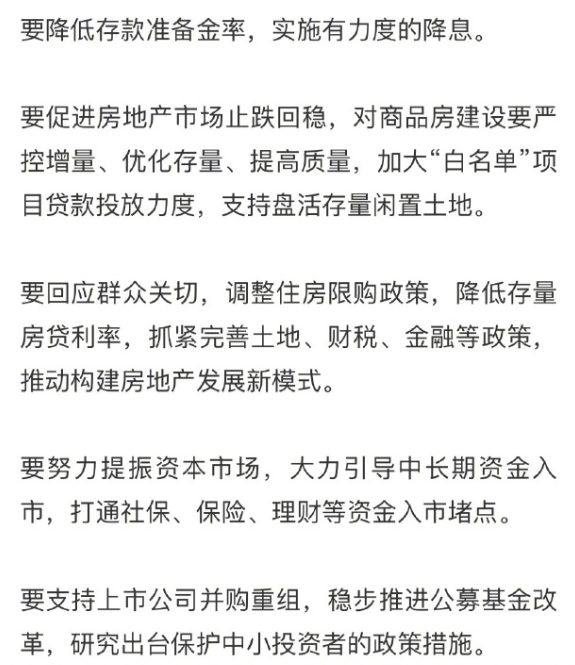 要降低存款准备金率，实施有力度的降息。
要促进房地产市场止跌回稳，对商品房建设要严
控增量、优化存量、提高质量，加大“白名单”项
目贷款投放力度，支持盘活存量闲置土地。
要回应群众关切，调整住房限购政策，降低存量
房贷利率，抓紧完善土地、财税、金融等政策，
推动构建房地产发展新模式。
要努力提振资本市场，大力引导中长期资金入
市，打通社保、保险、理财等资金入市堵点。
要支持上市公司并购重组，稳步推进公募基金改
革，研究出台保护中小投资者的政策措施。